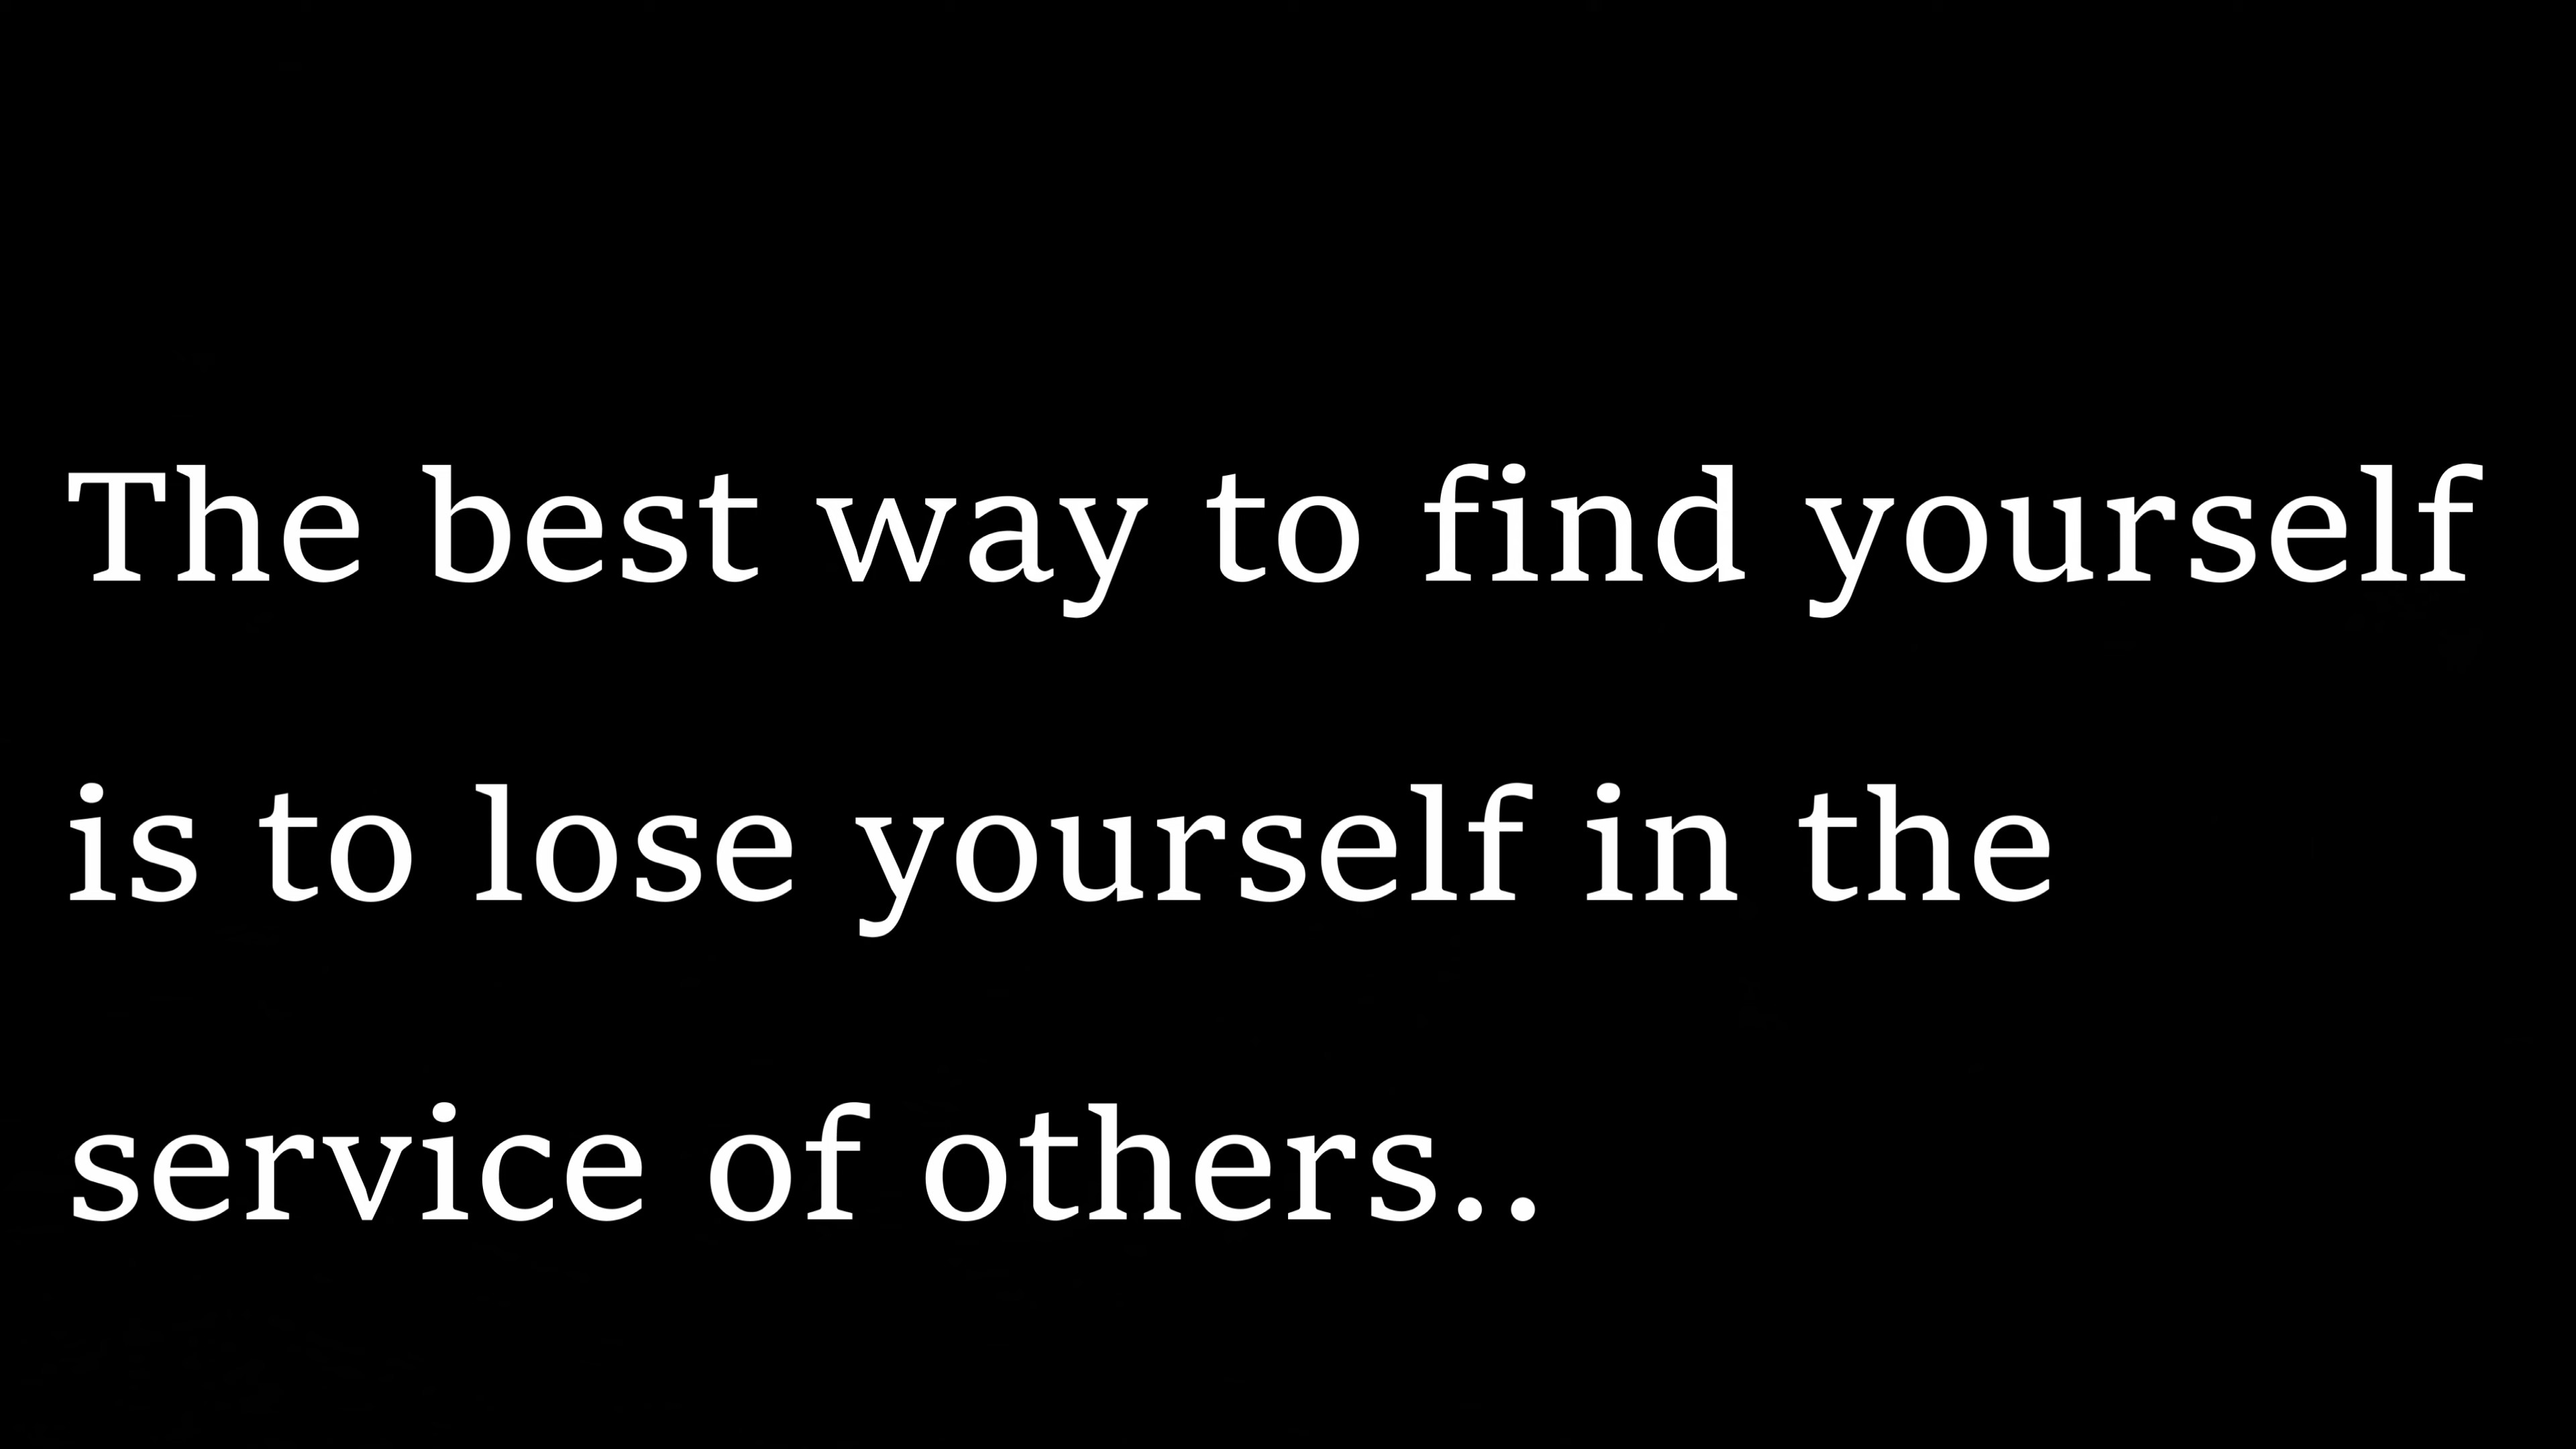 The best way to find yourself
is to lose yourself in the
service of others..